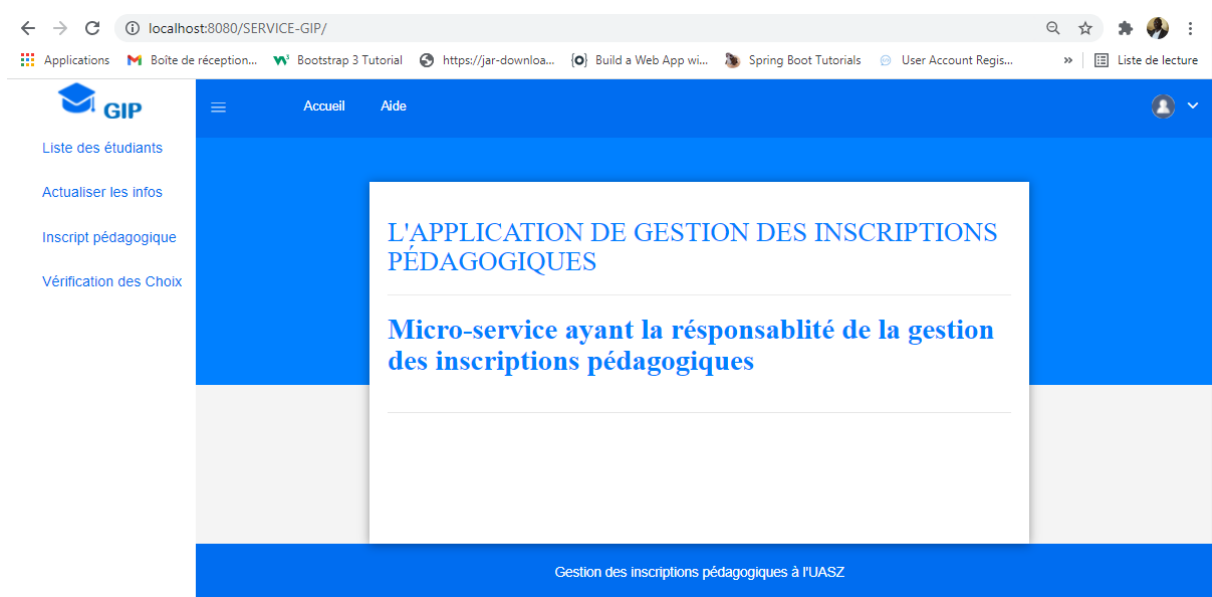 localhost:8080/SERVICE-GIP/
Applications Boîte de réception... Bootstrap 3 Tutorial https://jar-downloa... Build a Web App wi... Spring Boot Tutorials User Account Regis... » Liste de lecture
GIP
Accueil Aide
Liste des étudiants
Actualiser les infos
Inscript pédagogique
Vérification des Choix
L'APPLICATION DE GESTION DES INSCRIPTIONS
PÉDAGOGIQUES
Micro-service ayant la résponsablité de la gestion
des inscriptions pédagogiques
Gestion des inscriptions pédagogiques à l'UASZ